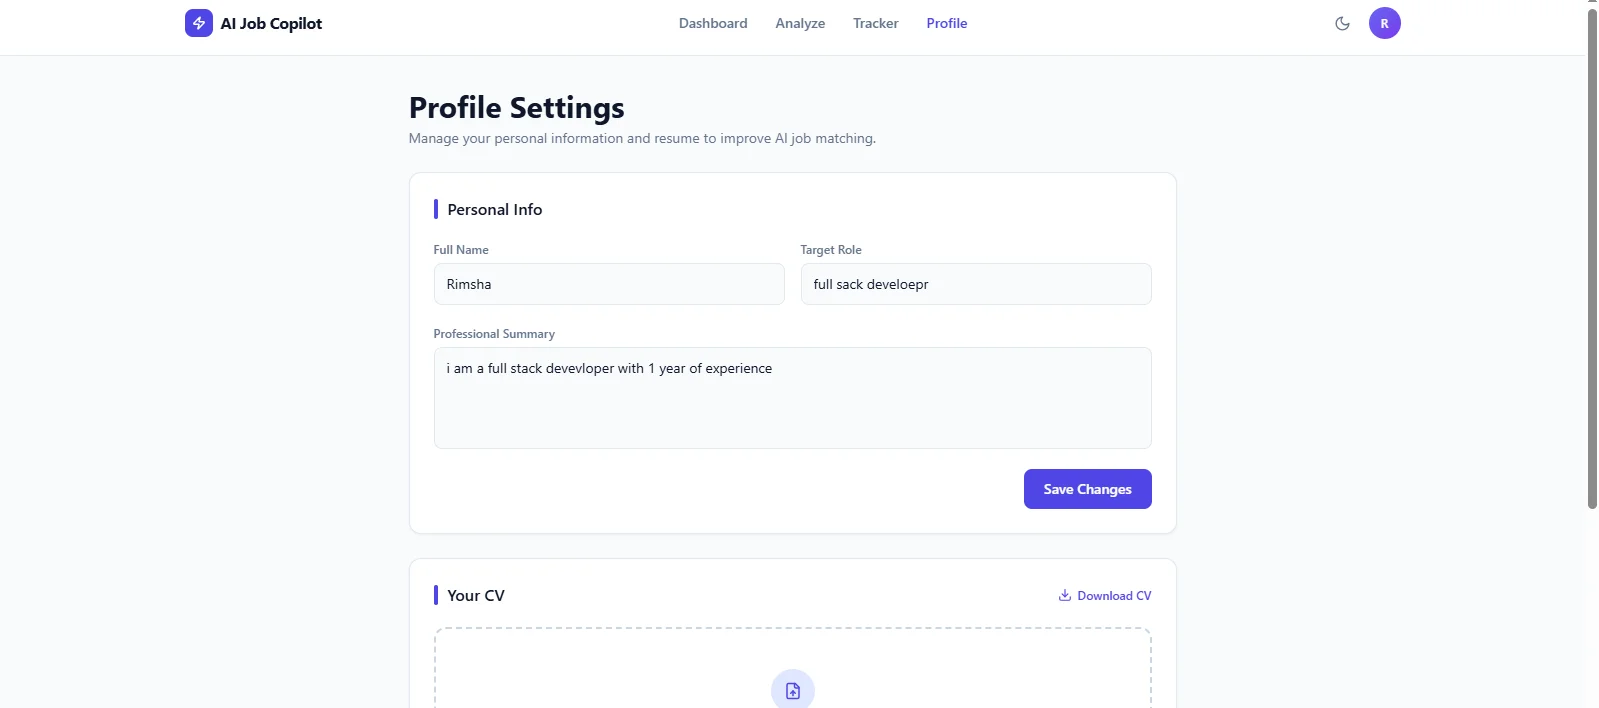 AI Job Copilot
Dashboard Analyze Tracker Profile
R
Profile Settings
Manage your personal information and resume to improve AI job matching.
Personal Info
Full Name
Target Role
Rimsha
full sack develoepr
Professional Summary
i am a full stack devevloper with 1 year of experience
Save Changes
Your CV
Download CV